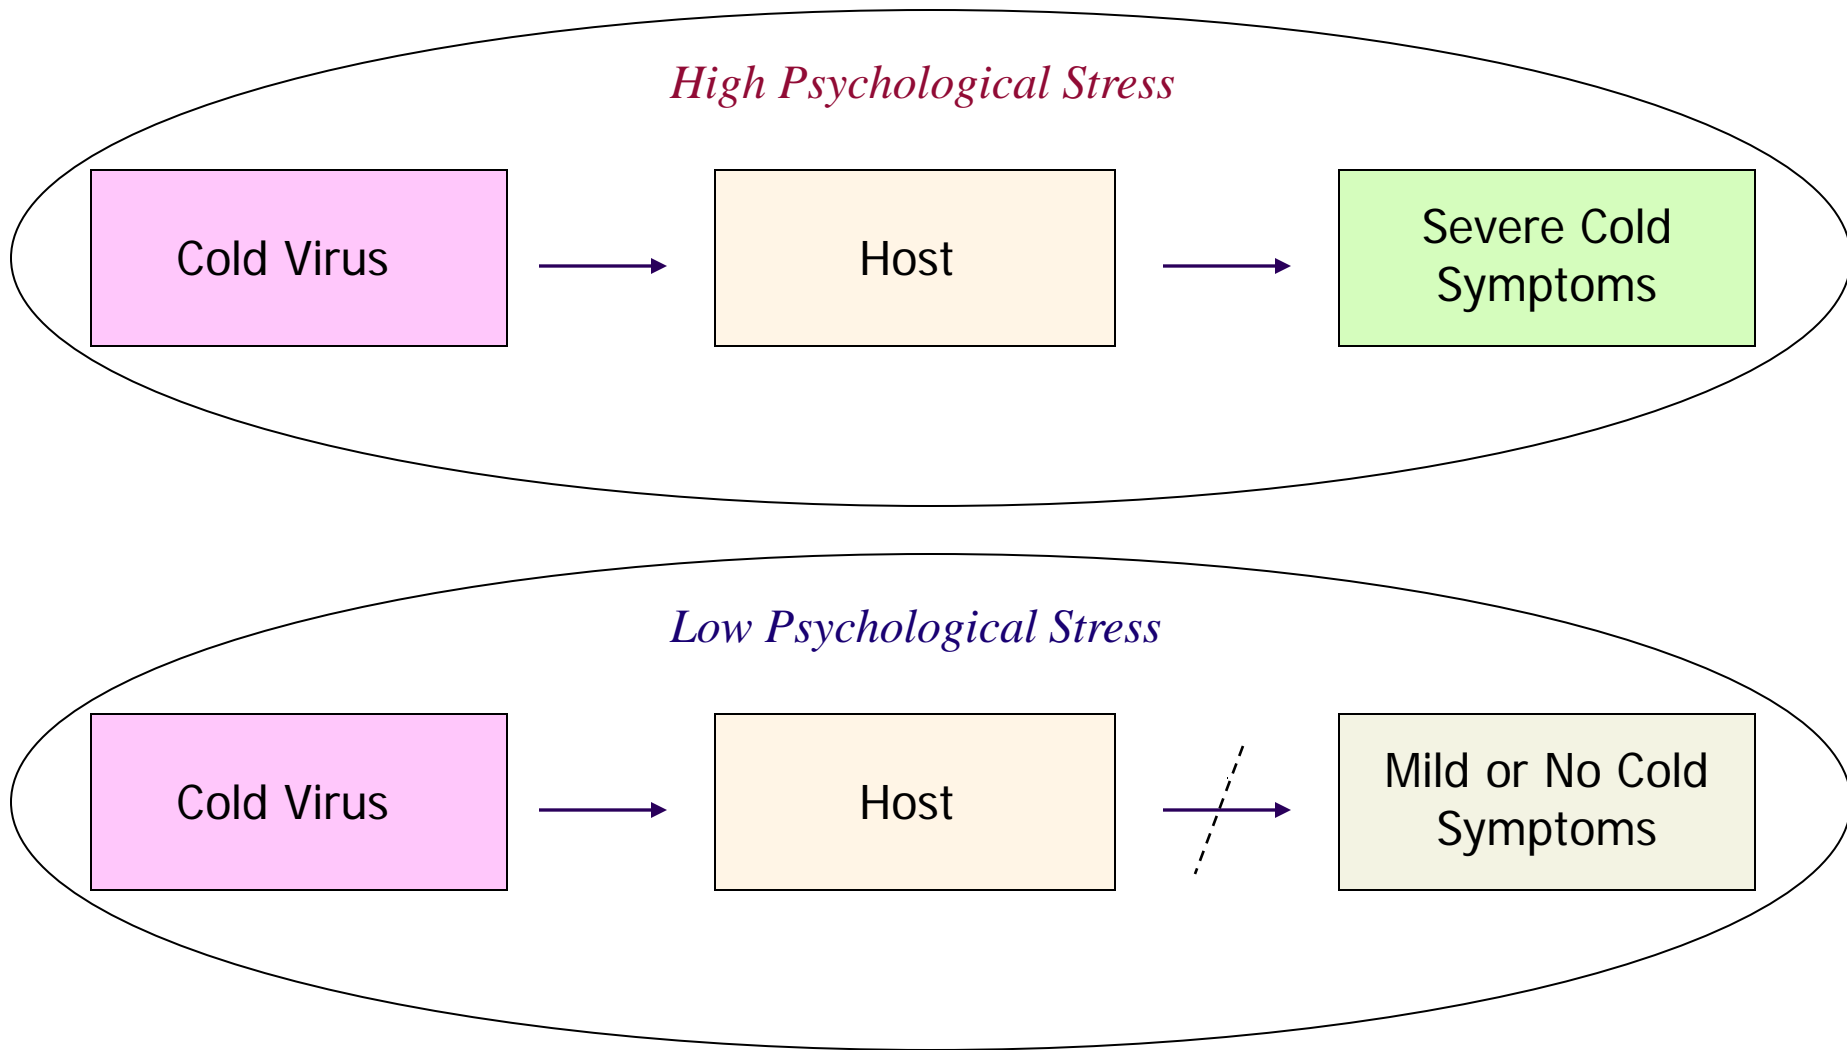 High Psychological Stress
Cold Virus
Host
Severe Cold
Symptoms
Low Psychological Stress
Cold Virus
Host
Mild or No Cold
Symptoms